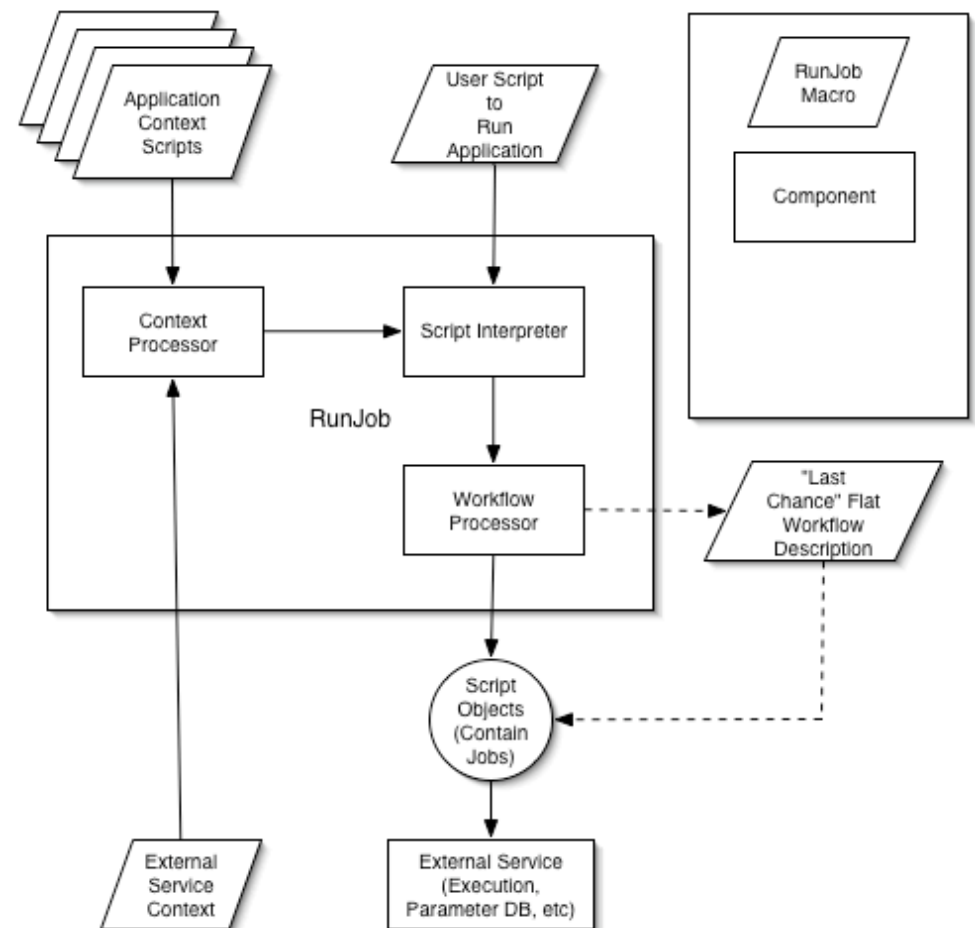 Application
Context
Scripts
User Script
to
Run
Application
RunJob
Macro
Component
Context
Processor
Script Interpreter
RunJob
Workflow
Processor
"Last
Chance" Flat
Workflow
Description
Script
Objects
(Contain
Jobs)
External
Service
Context
External Service
(Execution,
Parameter DB, etc)